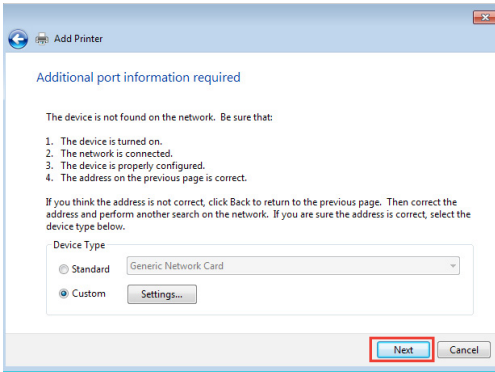 Add Printer
Additional port information required
The device is not found on the network. Be sure that:
1. The device is turned on.
2. The network is connected.
3. The device is properly configured.
4. The address on the previous page is correct.
If you think the address is not correct, click Back to return to the previous page. Then correct the
address and perform another search on the network. If you are sure the address is correct, select the
device type below.
Device Type
Standard
Generic Network Card
Custom
Settings...
Next
Cancel